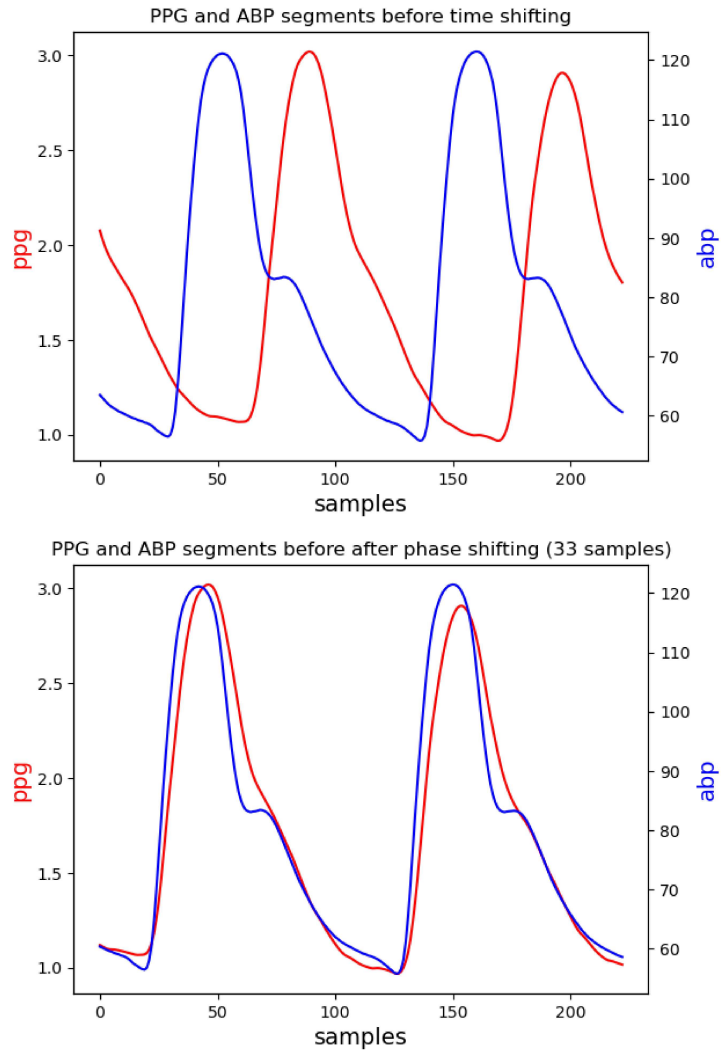 PPG and ABP segments before time shifting
3.0
2.5
2.0
1.5
1.0
ppg
120
110
100
90
80
70
60
abp
0 50 100 150 200
samples
PPG and ABP segments before after phase shifting (33 samples)
3.0
2.5
2.0
1.5
1.0
ppg
120
110
100
90
80
70
60
abp
0 50 100 150 200
samples